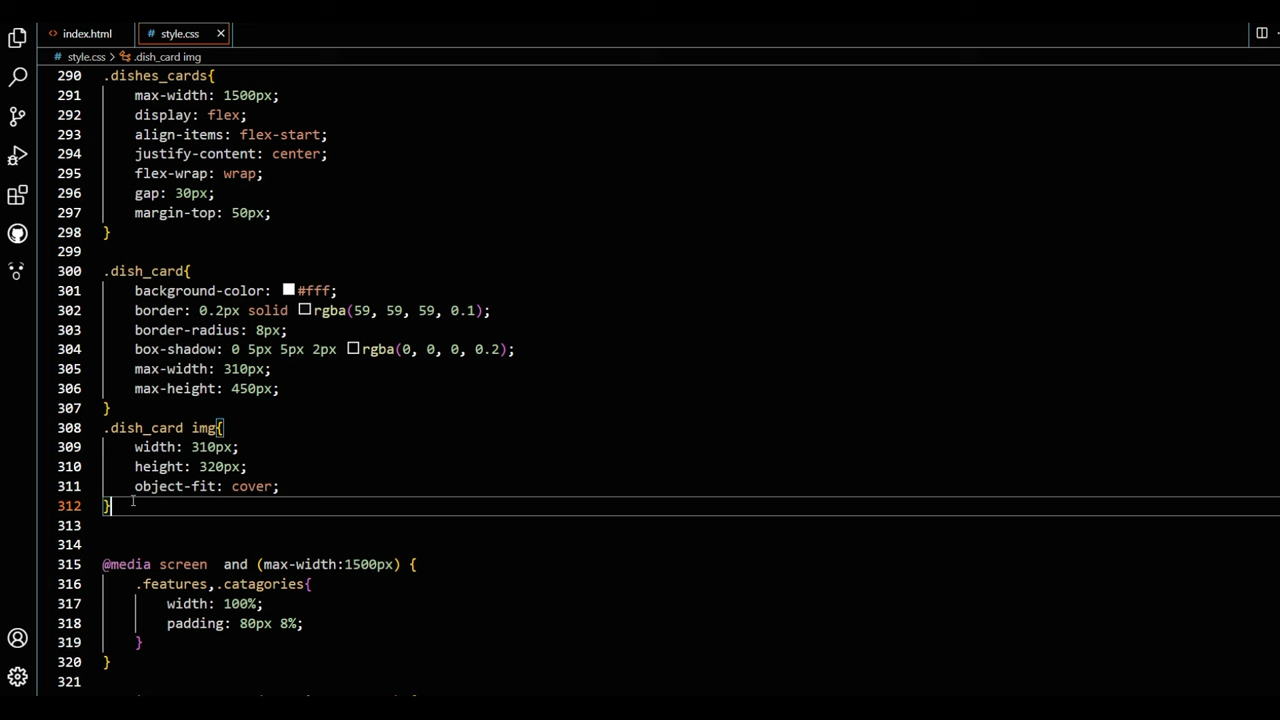 index.html
style.css
style.css > .dish_card img
290 .dishes_cards{
291 max-width: 1500px;
292 display: flex;
293 align-items: flex-start;
294 justify-content: center;
295 flex-wrap: wrap;
296 gap: 30px;
297 margin-top: 50px;
298 }
299
300 .dish_card{
301 background-color: #fff;
302 border: 0.2px solid rgba(59, 59, 59, 0.1);
303 border-radius: 8px;
304 box-shadow: 0 5px 5px 2px rgba(0, 0, 0, 0.2);
305 max-width: 310px;
306 max-height: 450px;
307 }
308 .dish_card img{
309 width: 310px;
310 height: 320px;
311 object-fit: cover;
312 }
313
314
315 @media screen  and (max-width:1500px) {
316 .features,.catagories{
317 width: 100%;
318 padding: 80px 8%;
319 }
320 }
321